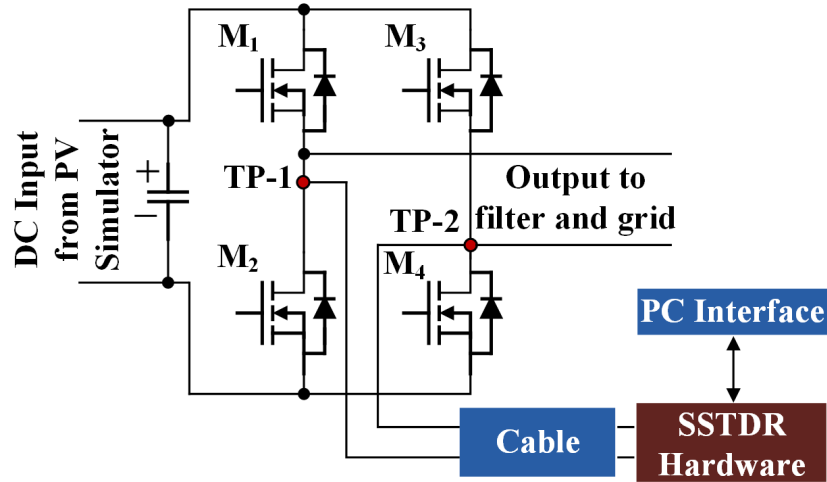 M1
M3
DC Input
from PV
Simulator
+
−
TP-1
Output to
filter and grid
TP-2
M2
M4
PC Interface
Cable
SSTDR
Hardware